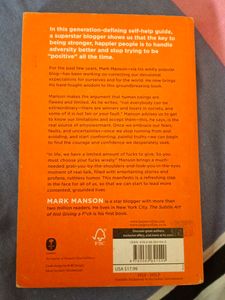 In this generation-defining self-help guide,
a superstar blogger shows us that the key to
being stronger, happier people is to handle
adversity better and stop trying to be
"positive" all the time.
For the past few years, Mark Manson—via his wildly popular
blog—has been working on correcting our delusional
expectations for ourselves and for the world. He now brings
his hard-fought wisdom to this groundbreaking book.
Manson makes the argument that human beings are
flawed and limited. As he writes, "not everybody can be
extraordinary—there are winners and losers in society, and
some of it is not fair or your fault." Manson advises us to get
to know our limitations and accept them—this, he says, is the
real source of empowerment. Once we embrace our fears,
faults, and uncertainties—once we stop running from and
avoiding, and start confronting, painful truths—we can begin
to find the courage and confidence we desperately seek.
"In life, we have a limited amount of fucks to give. So you
must choose your fucks wisely." Manson brings a much-
needed grab-you-by-the-shoulders-and-look-you-in-the-eye
moment of real talk, filled with entertaining stories and
profane, ruthless humor. This manifesto is a refreshing slap
in the face for all of us, so that we can start to lead more
contented, grounded lives.
MARK MANSON is a star blogger with more than
two million readers. He lives in New York City. The Subtle Art
of Not Giving a F*ck is his first book.
FSC
USA $17.99